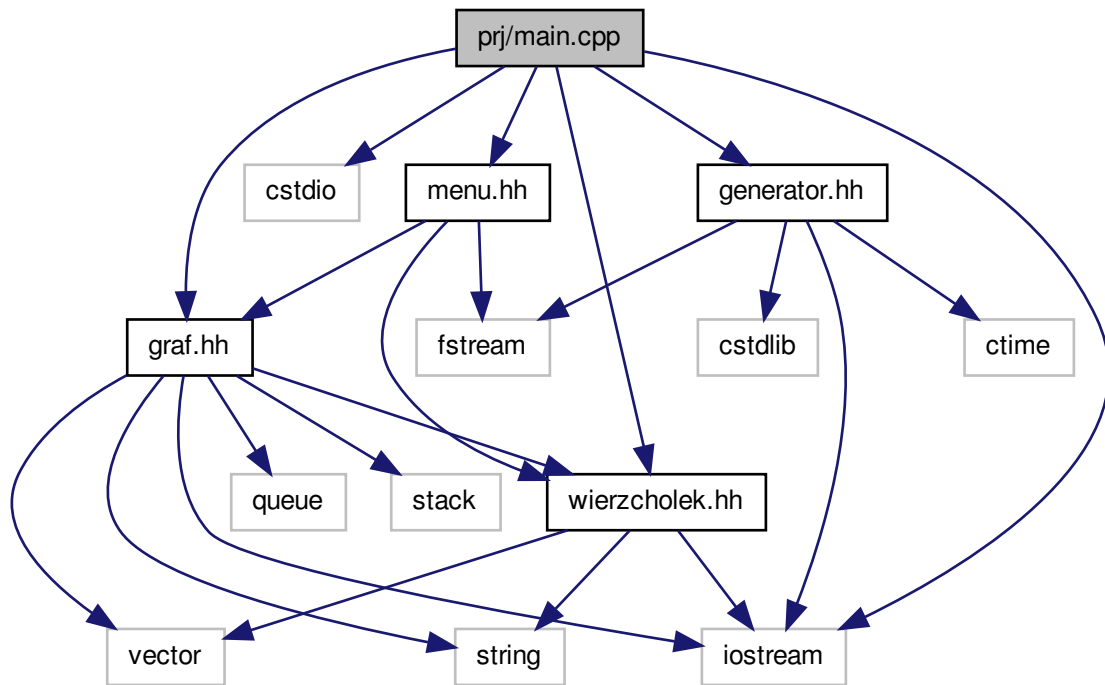 prj/main.cpp
cstdio
menu.hh
generator.hh
graf.hh
fstream
cstdlib
ctime
queue
stack
wierzcholek.hh
vector
string
iostream